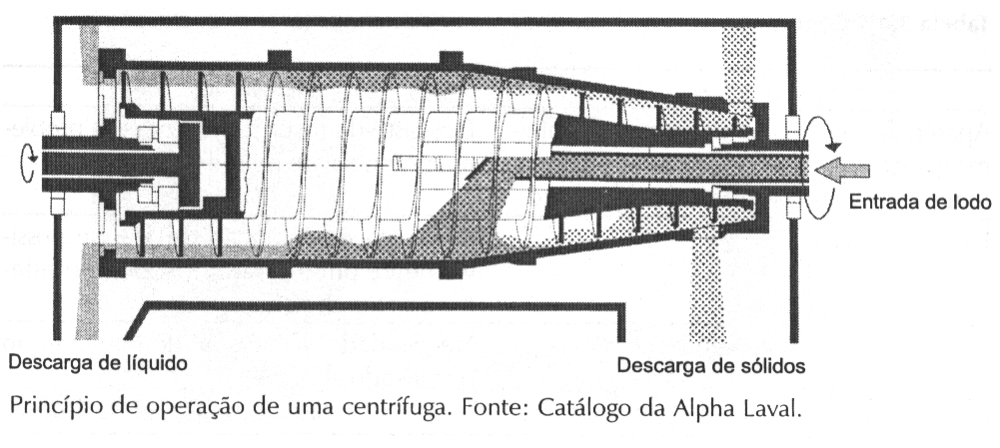 Entrada de lodo
Descarga de líquido
Descarga de sólidos
Princípio de operação de uma centrífuga. Fonte: Catálogo da Alpha Laval.